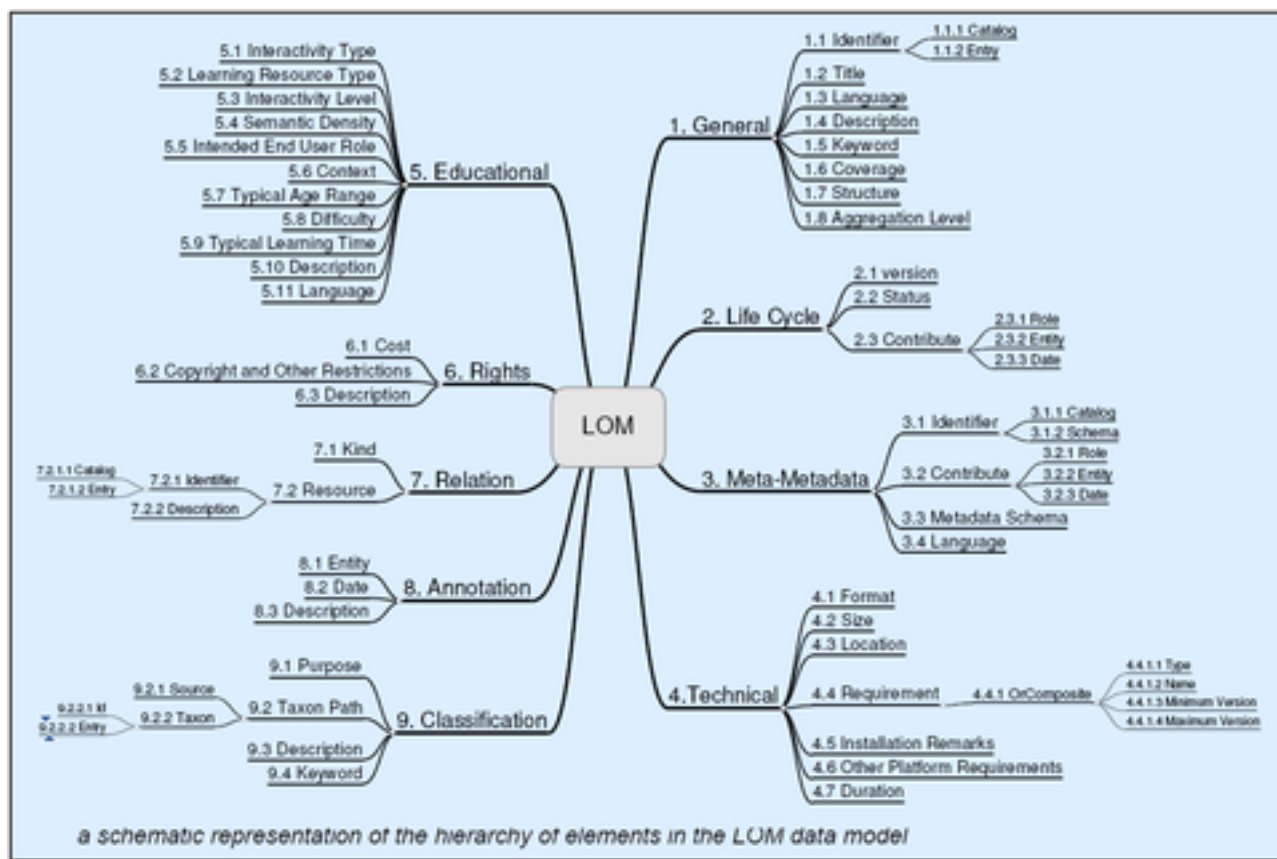 LOM
1. General
1.1 Identifier
1.1.1 Catalog
1.1.2 Entry
1.2 Title
1.3 Language
1.4 Description
1.5 Keyword
1.6 Coverage
1.7 Structure
1.8 Aggregation Level
2. Life Cycle
2.1 version
2.2 Status
2.3 Contribute
2.3.1 Role
2.3.2 Entity
2.3.3 Date
3. Meta-Metadata
3.1 Identifier
3.1.1 Catalog
3.1.2 Schema
3.2 Contribute
3.2.1 Role
3.2.2 Entity
3.2.3 Date
3.3 Metadata Schema
3.4 Language
4.Technical
4.1 Format
4.2 Size
4.3 Location
4.4 Requirement
4.4.1 OrComposite
4.4.1.1 Type
4.4.1.2 Name
4.4.1.3 Minimum Version
4.4.1.4 Maximum Version
4.5 Installation Remarks
4.6 Other Platform Requirements
4.7 Duration
5. Educational
5.1 Interactivity Type
5.2 Learning Resource Type
5.3 Interactivity Level
5.4 Semantic Density
5.5 Intended End User Role
5.6 Context
5.7 Typical Age Range
5.8 Difficulty
5.9 Typical Learning Time
5.10 Description
5.11 Language
6. Rights
6.1 Cost
6.2 Copyright and Other Restrictions
6.3 Description
7. Relation
7.1 Kind
7.2 Resource
7.2.1 Identifier
7.2.1.1 Catalog
7.2.1.2 Entry
7.2.2 Description
8. Annotation
8.1 Entity
8.2 Date
8.3 Description
9. Classification
9.1 Purpose
9.2 Taxon Path
9.2.1 Source
9.2.2 Taxon
9.2.2.1 Id
9.2.2.2 Entry
9.3 Description
9.4 Keyword
a schematic representation of the hierarchy of elements in the LOM data model